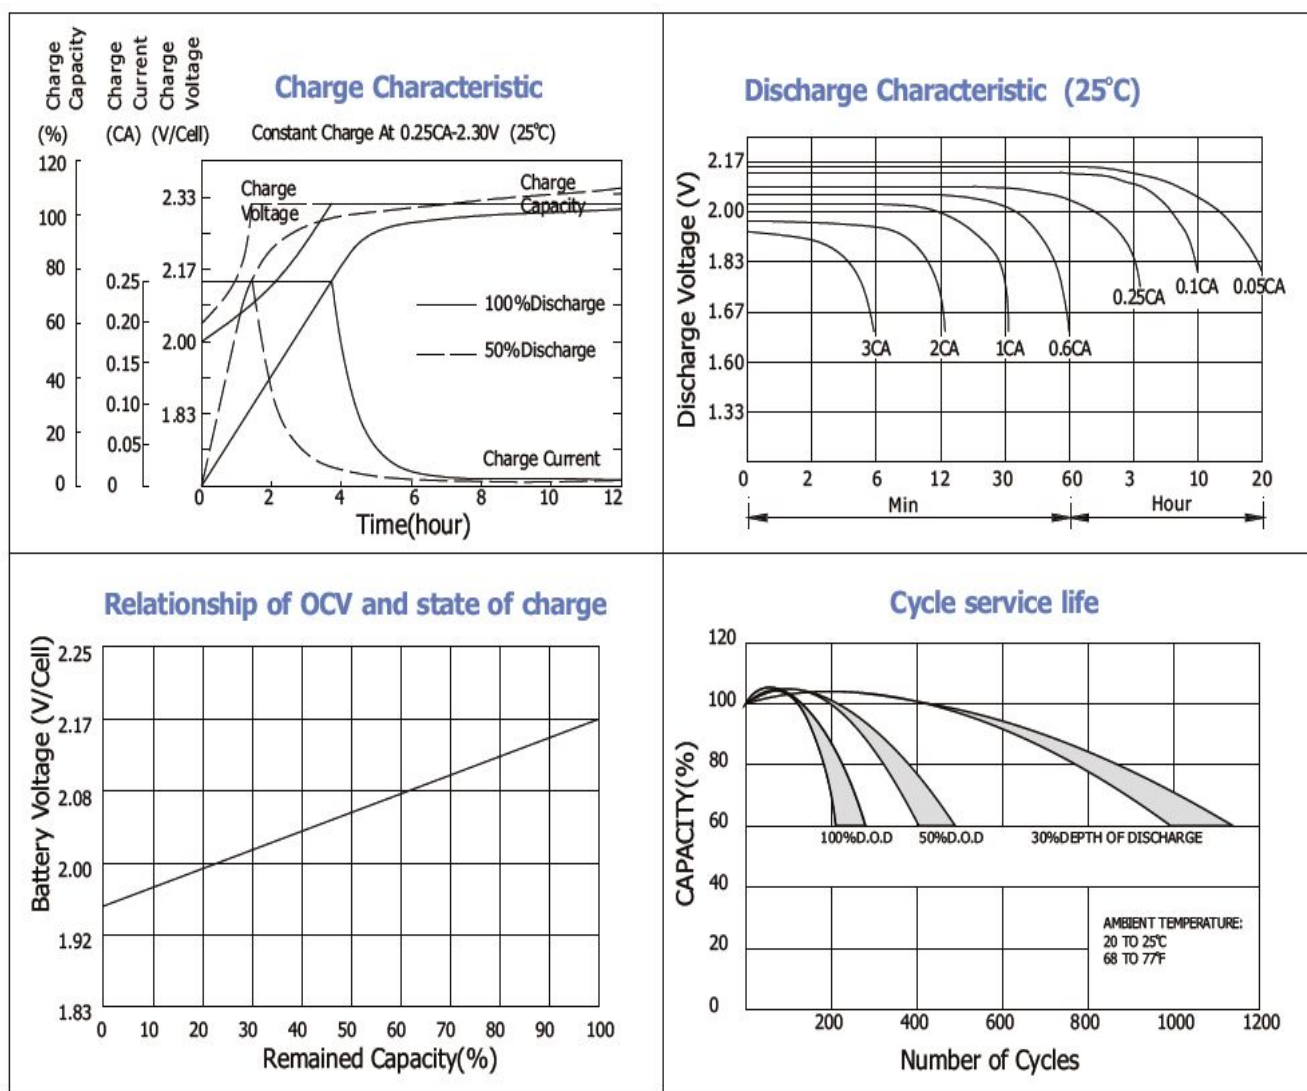 Charge
Capacity
Charge
Current
Charge
Voltage
Charge Characteristic
(%)
(CA)
(V/Cell)
Constant Charge At 0.25CA-2.30V (25°C)
120
100
80
60
40
20
0
0.25
0.20
0.15
0.10
0.05
0
2.33
2.17
2.00
1.83
Charge
Voltage
Charge
Capacity
100%Discharge
50%Discharge
Charge Current
0 2 4 6 8 10 12
Time(hour)
Discharge Characteristic (25°C)
Discharge Voltage (V)
2.17
2.00
1.83
1.67
1.60
1.33
3CA 2CA 1CA 0.6CA 0.25CA 0.1CA 0.05CA
0 2 6 12 30 60 3 10 20
Min Hour
Relationship of OCV and state of charge
Battery Voltage (V/Cell)
2.25
2.17
2.08
2.00
1.92
1.83
0 10 20 30 40 50 60 70 80 90 100
Remained Capacity(%)
Cycle service life
CAPACITY(%)
120
100
80
60
40
20
0
100%D.O.D 50%D.O.D 30%DEPTH OF DISCHARGE
AMBIENT TEMPERATURE:
20 TO 25°C
68 TO 77°F
200 400 600 800 1000 1200
Number of Cycles